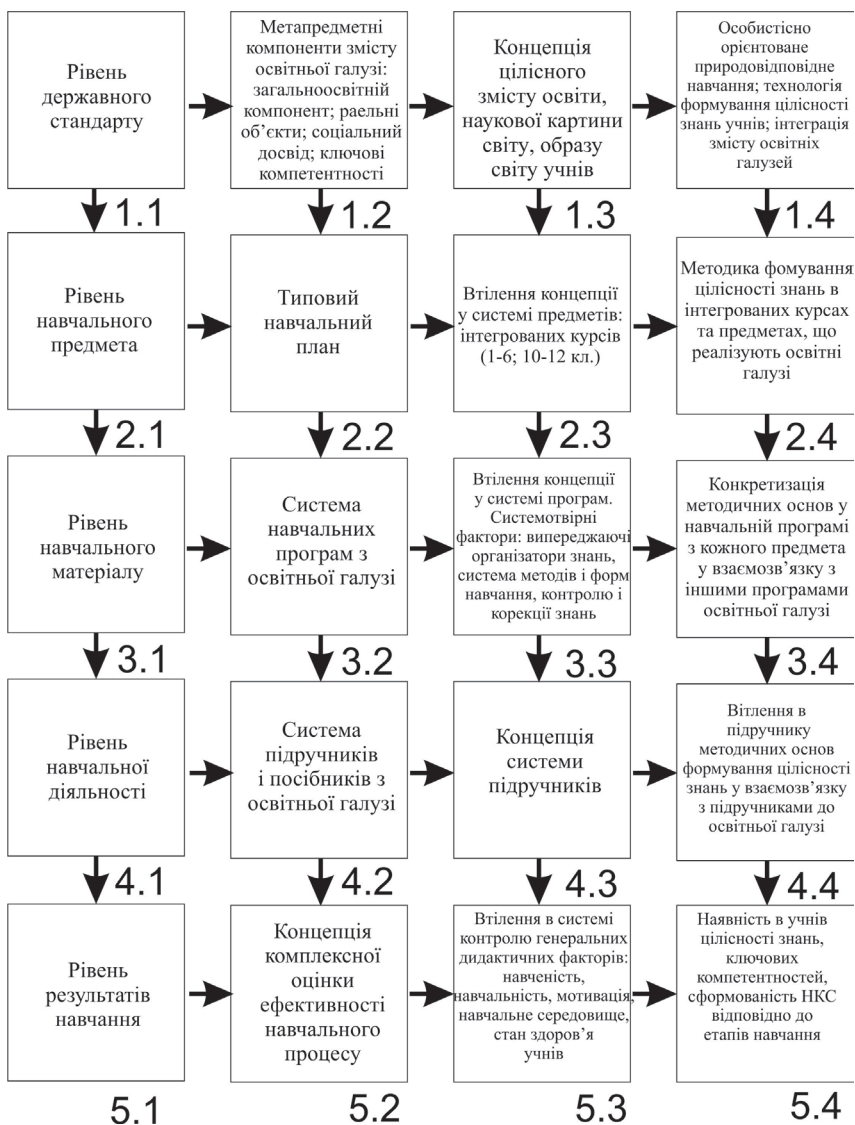 Рівень
державного
стандарту
Метапредметні
компоненти змісту
освітньої галузі:
загальноосвітній
компонент; раельні
об’єкти; соціальний
досвід; ключові
компетентності
Концепція
цілісного
змісту освіти,
наукової картини
світу, образу
світу учнів
Особистісно
орієнтоване
природовідповідне
навчання; технологія
формування цілісності
знань учнів; інтеграція
змісту освітніх
галузей
1.1
1.2
1.3
1.4
Рівень
навчального
предмета
Типовий
навчальний
план
Втілення концепції
у системі предметів:
інтегрованих курсів
(1-6; 10-12 кл.)
Методика фомування
цілісності знань в
інтегрованих курсах
та предметах, що
реалізують освітні
галузі
2.1
2.2
2.3
2.4
Рівень
навчального
матеріалу
Система
навчальних
програм з
освітньої галузі
Втілення концепції
у системі програм.
Системотвірні
фактори: випереджаючі
організатори знань,
система методів і форм
навчання, контролю і
корекції знань
Конкретизація
методичних основ у
навчальній програмі
з кожного предмета
у взаємозв’язку з
іншими програмами
освітньої галузі
3.1
3.2
3.3
3.4
Рівень
навчальної
діяльності
Система
підручників
і посібників з
освітньої галузі
Концепція
системи
підручників
Вітлення в
підручнику
методичних основ
формування цілісності
знань у взаємозв’язку
з підручниками до
освітньої галузі
4.1
4.2
4.3
4.4
Рівень
результатів
навчання
Концепція
комплексної
оцінки
ефективності
навчального
процесу
Втілення в системі
контролю генеральних
дидактичних факторів:
навченість,
навчальність, мотивація,
навчальне середовище,
стан здоров’я
учнів
Наявність в учнів
цілісності знань,
ключових
компетентностей,
сформованість НКС
відповідно до
етапів навчання
5.1
5.2
5.3
5.4